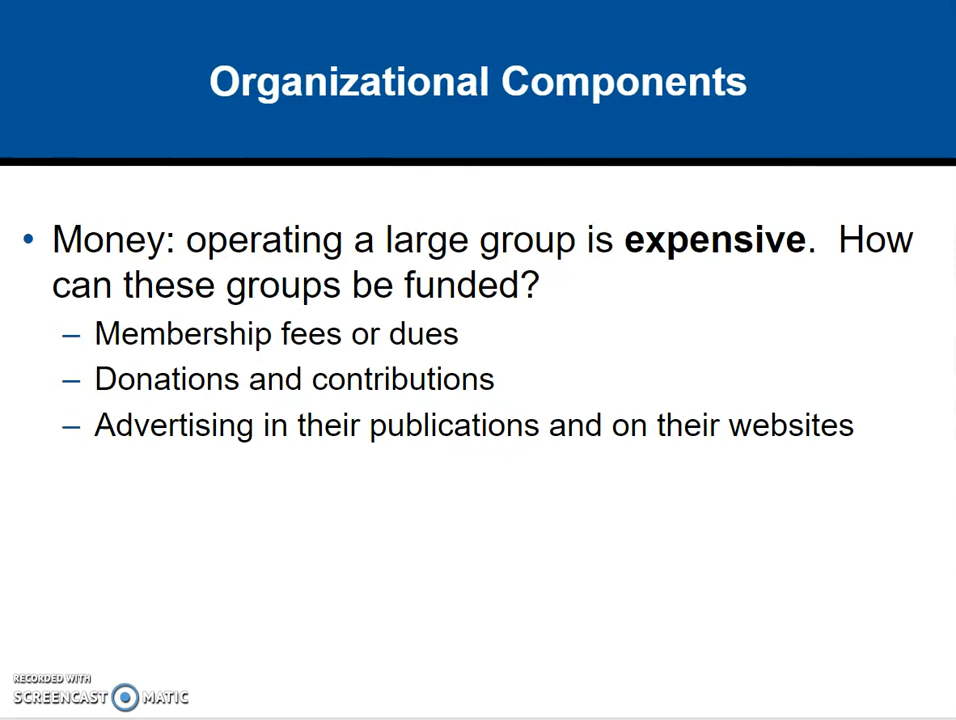 Organizational Components
• Money: operating a large group is expensive. How
can these groups be funded?
– Membership fees or dues
– Donations and contributions
– Advertising in their publications and on their websites
RECORDED WITH
SCREENCAST MATIC